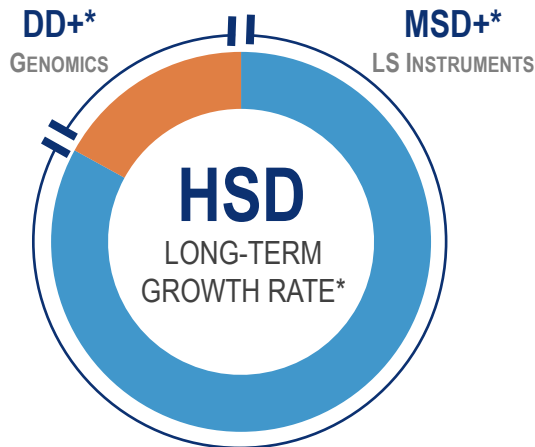 DD+*
GENOMICS
MSD+*
LS INSTRUMENTS
HSD
LONG-TERM
GROWTH RATE*